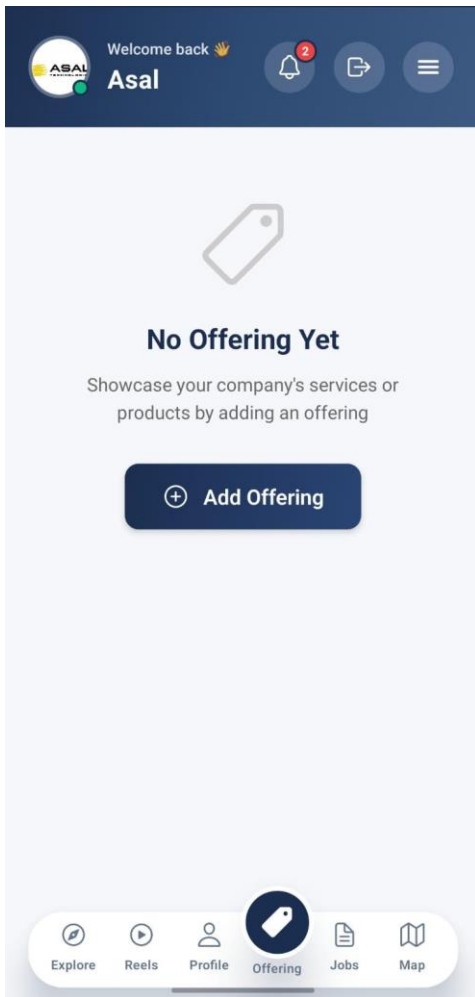 Welcome back 👋
Asal
ASAL
2
No Offering Yet
Showcase your company's services or
products by adding an offering
Add Offering
Explore
Reels
Profile
Offering
Jobs
Map